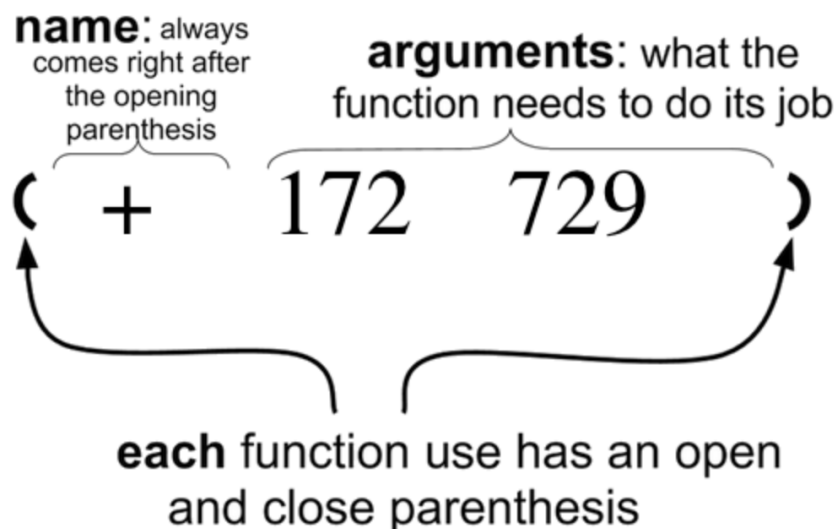 name: always
comes right after
the opening
parenthesis
arguments: what the
function needs to do its job
( + 172 729 )
each function use has an open
and close parenthesis